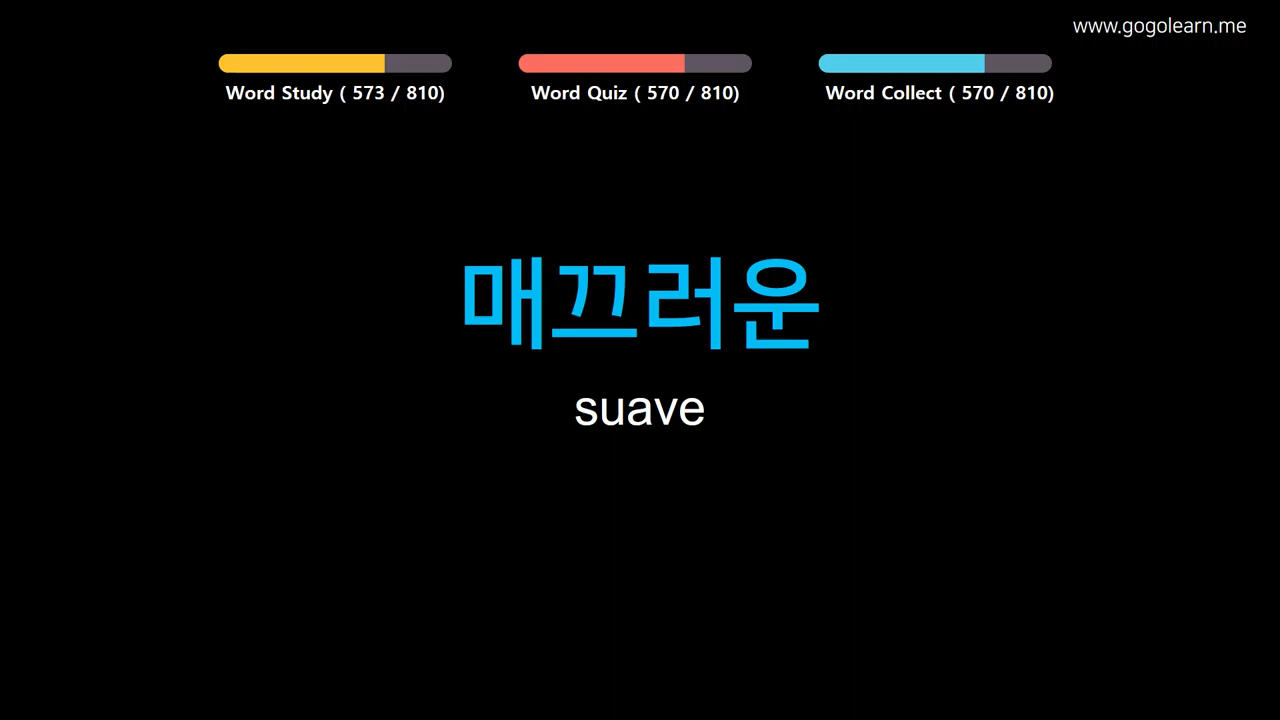 www.gogolearn.me
Word Study ( 573 / 810)
Word Quiz ( 570 / 810)
Word Collect ( 570 / 810)
매끄러운
suave